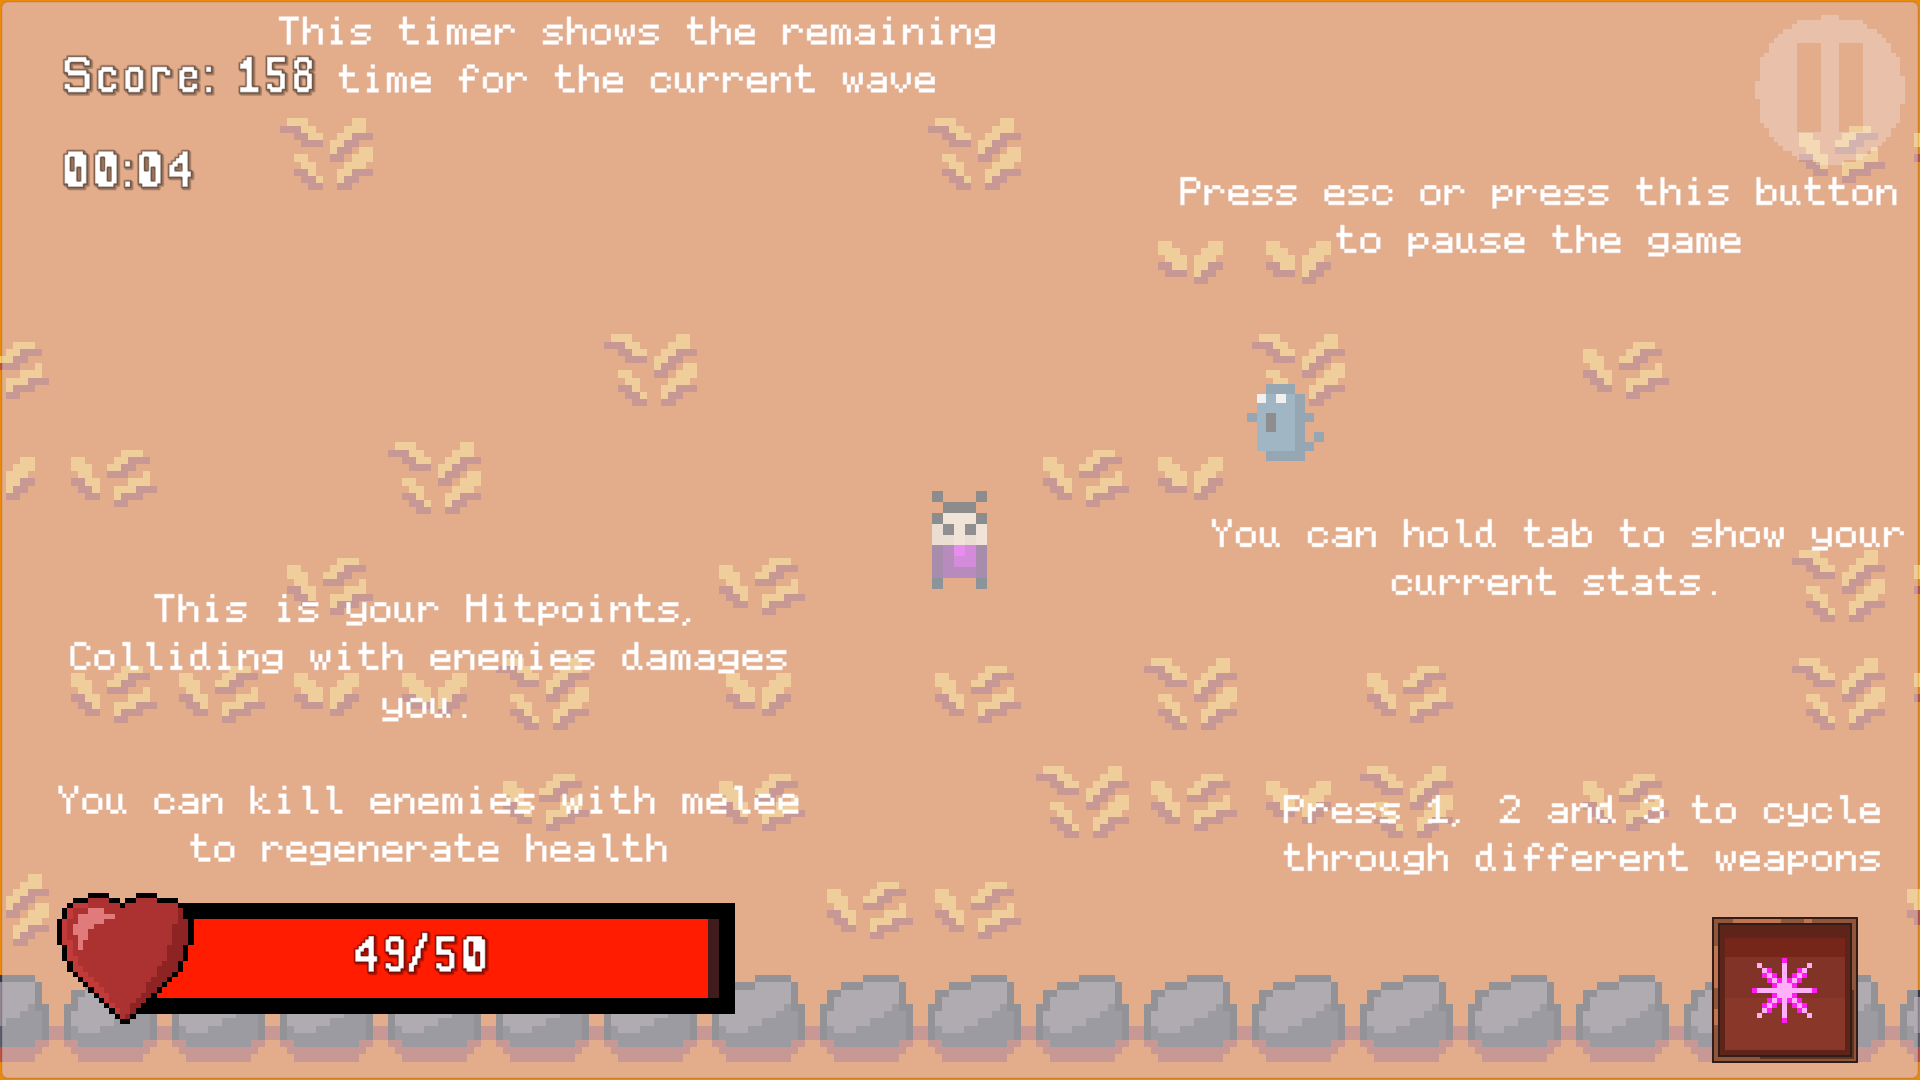 This timer shows the remaining
time for the current wave
Score: 158
00:04
Press esc or press this button
to pause the game
You can hold tab to show your
current stats.
This is your Hitpoints,
Colliding with enemies damages
you.
You can kill enemies with melee
to regenerate health
Press 1, 2 and 3 to cycle
through different weapons
49/50